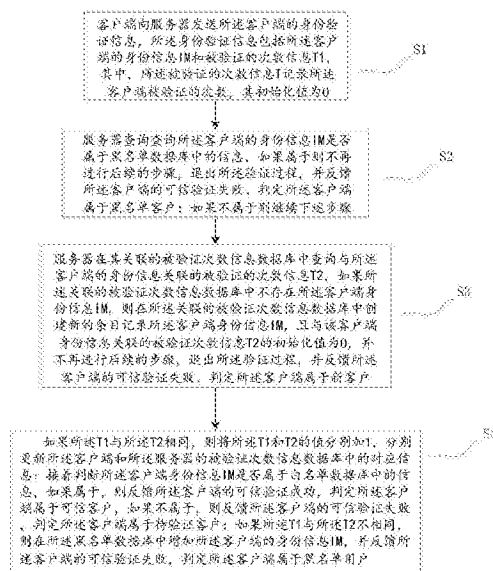 客户端向服务器发送所述客户端的身份验
证信息，所述身份验证信息包括所述客户
端的身份信息IM和被验证的次数信息T1，
其中，所述被验证的次数信息T记录所述
客户端被验证的次数，其初始化值为0
S1
服务器查询查询所述客户端的身份信息IM是否
属于黑名单数据库中的信息，如果属于则不再
进行后续的步骤，退出所述验证过程，并反馈
所述客户端的可信验证失败，判定所述客户端
属于黑名单客户；如果不属于则继续下述步骤
S2
服务器在其关联的被验证次数信息数据库中查询与所述
客户端的身份信息关联的被验证的次数信息T2，如果所
述关联的被验证次数信息数据库中不存在所述客户端身
份信息IM，则在所述关联的被验证次数信息数据库中创
建新的条目记录所述客户端身份信息IM，且与该客户端
身份信息关联的被验证次数信息T2的初始化值为0，并
不再进行后续的步骤，退出所述验证过程，并反馈所述
客户端的可信验证失败，判定所述客户端属于新客户
S3
如果所述T1与所述T2相同，则将所述T1和T2的值分别加1，分别
更新所述客户端和所述服务器的被验证次数信息数据库中的对应信
息；接着判断所述客户端身份信息IM是否属于白名单数据库中的信
息，如果属于，则反馈所述客户端的可信验证成功，判定所述客户
端属于可信客户，如果不属于，则反馈所述客户端的可信验证失败
、判定所述客户端属于待验证客户；如果所述T1与所述T2不相同，
则在所述黑名单数据库中增加所述客户端的身份信息IM，并反馈所
述客户端的可信验证失败，判定所述客户端属于黑名单用户